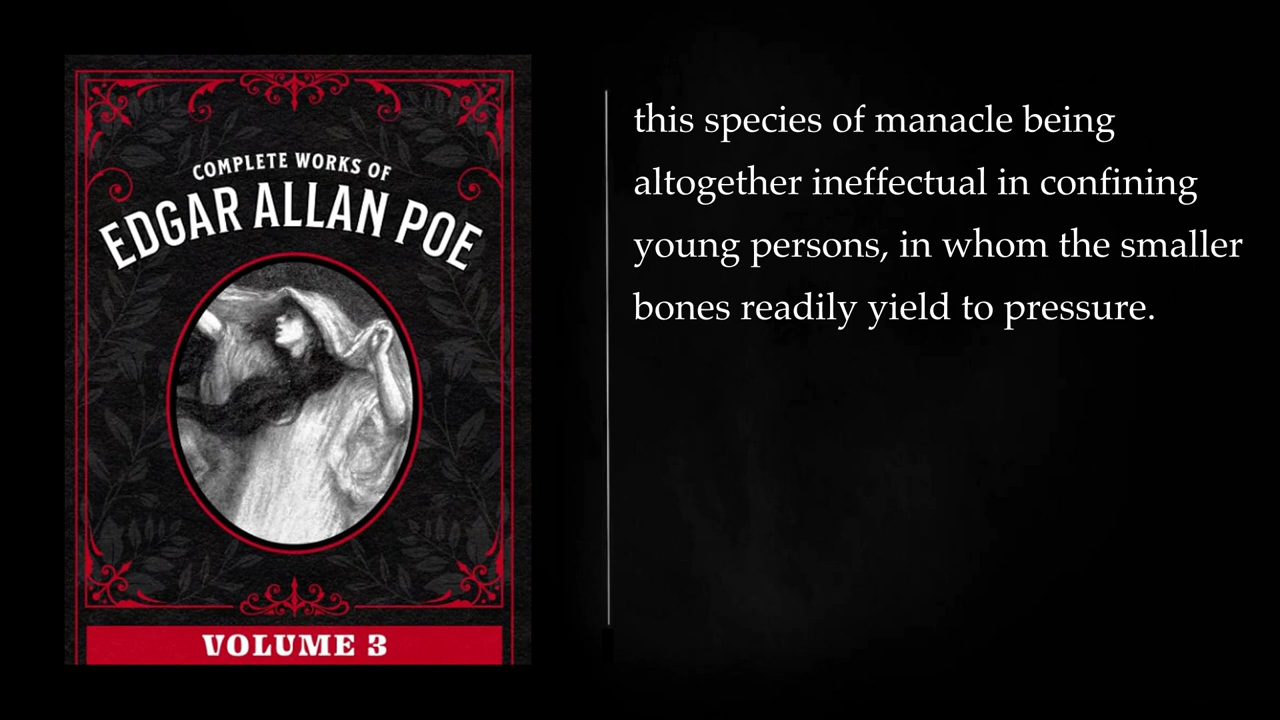 COMPLETE WORKS OF
EDGAR ALLAN POE
VOLUME 3
this species of manacle being
altogether ineffectual in confining
young persons, in whom the smaller
bones readily yield to pressure.